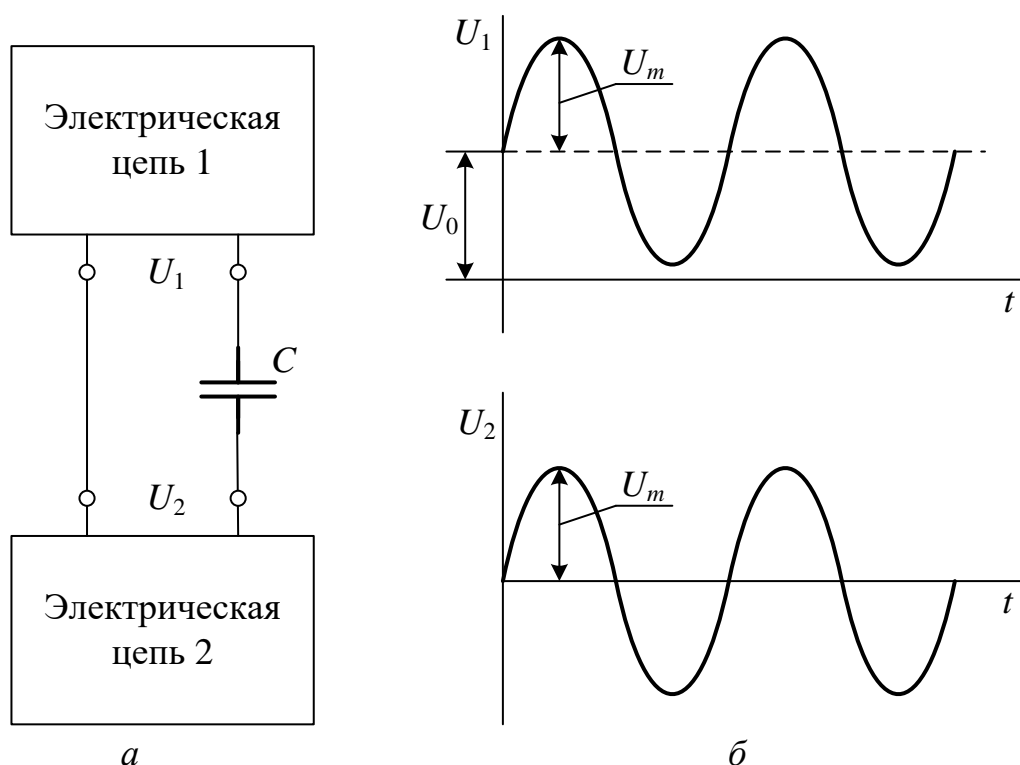 Электрическая
цепь 1
U1
U2
C
Электрическая
цепь 2
а
U1
Um
U0
t
U2
Um
t
б